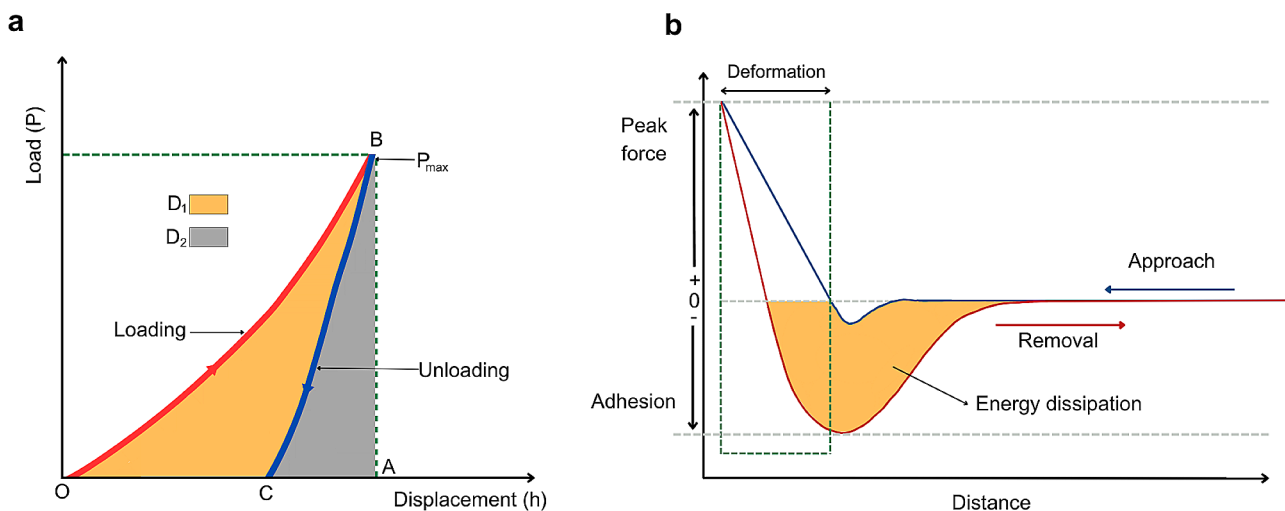 a
Load (P)
B
Pmax
D₁
D₂
Loading
Unloading
O
C
A
Displacement (h)
b
Deformation
Peak
force
+
0
-
Approach
Removal
Adhesion
Energy dissipation
Distance